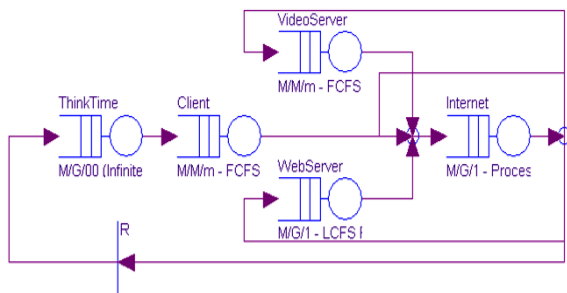 VideoServer
M/M/m - FCFS
ThinkTime
M/G/00 (Infinite
Client
M/M/m - FCFS
Internet
M/G/1 - Proces
WebServer
M/G/1 - LCFS
R